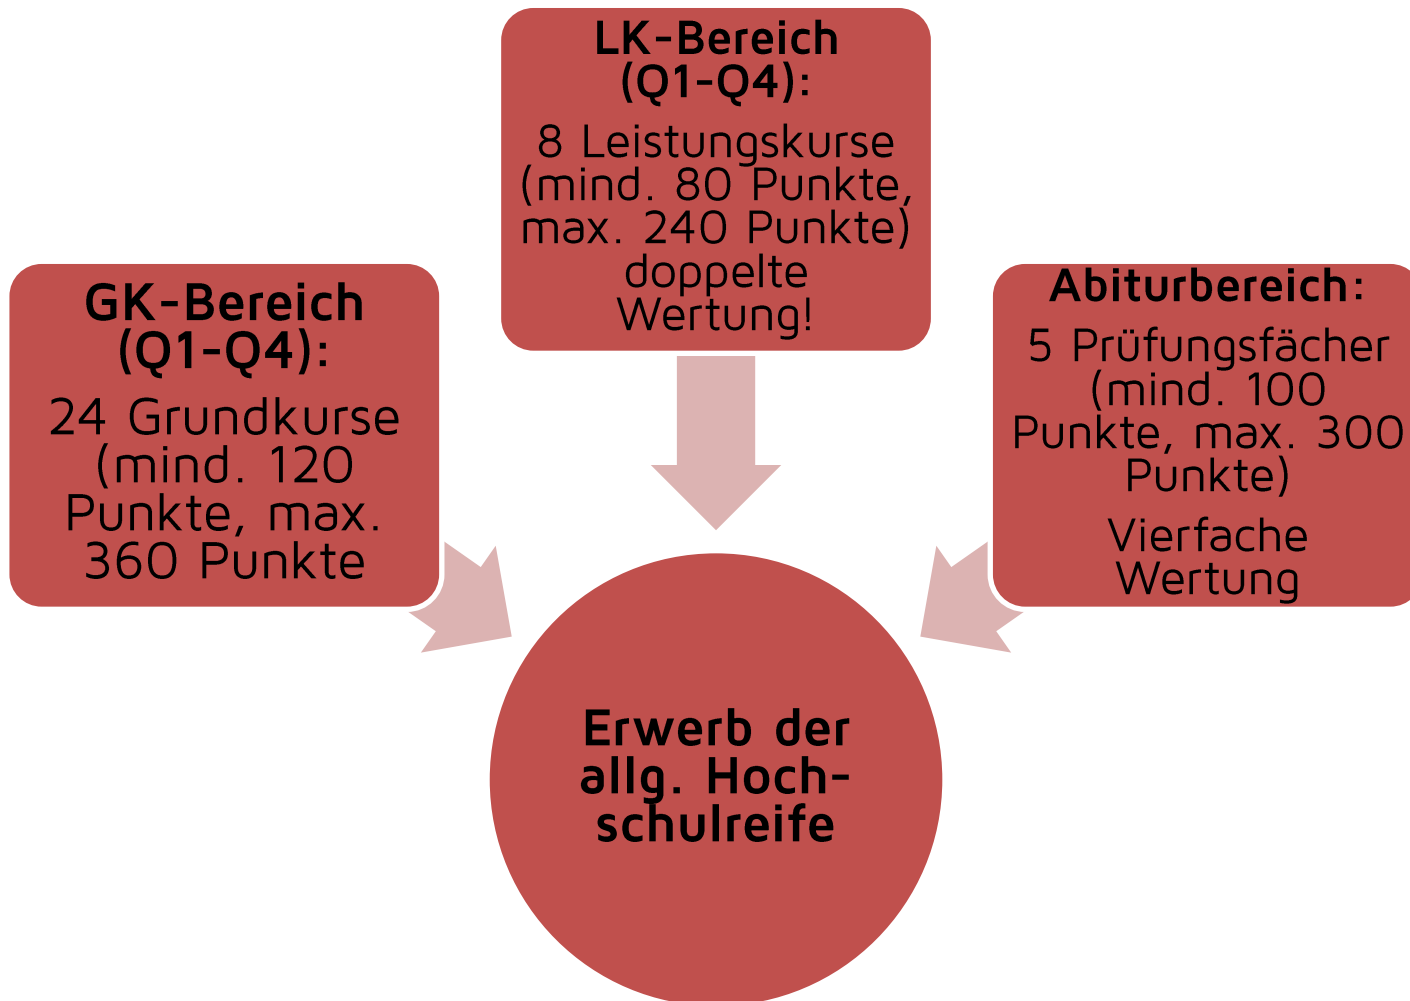 LK-Bereich
(Q1-Q4):
8 Leistungskurse
(mind. 80 Punkte,
max. 240 Punkte)
doppelte
Wertung!
GK-Bereich
(Q1-Q4):
24 Grundkurse
(mind. 120
Punkte, max.
360 Punkte
Abiturbereich:
5 Prüfungsfächer
(mind. 100
Punkte, max. 300
Punkte)
Vierfache
Wertung
Erwerb der
allg. Hoch-
schulreife